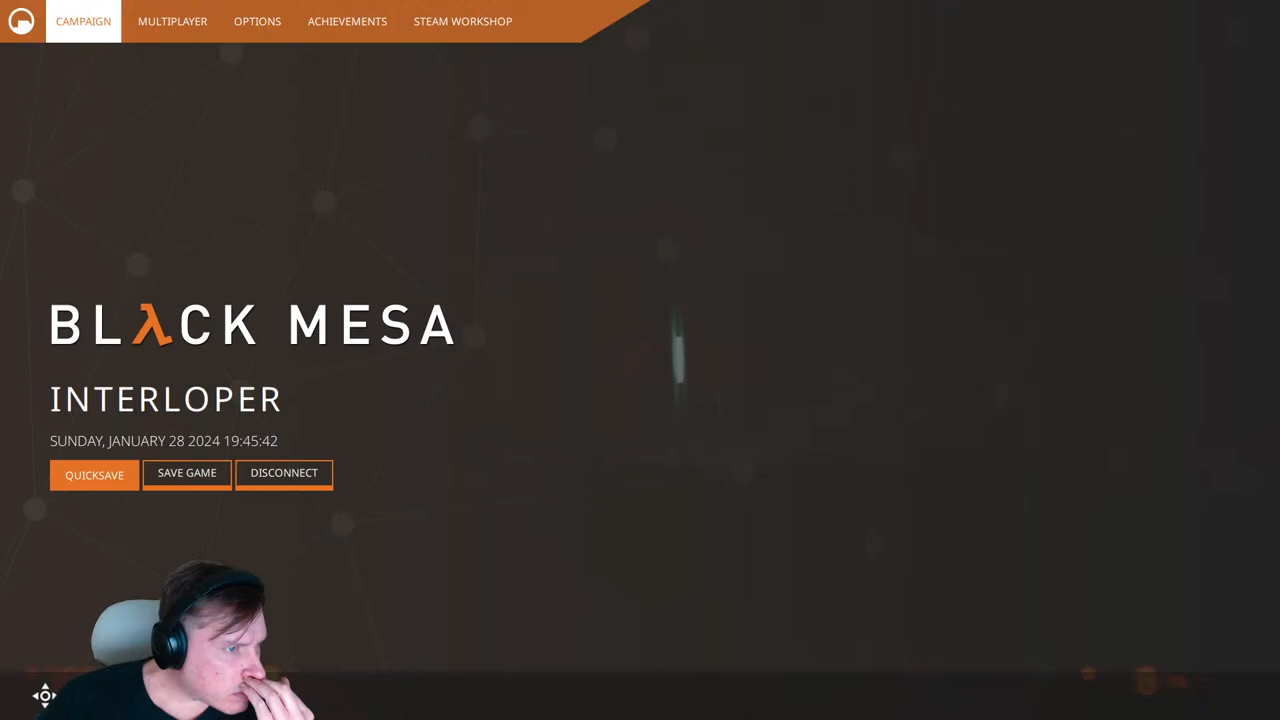 CAMPAIGN MULTIPLAYER OPTIONS ACHIEVEMENTS STEAM WORKSHOP
BLλCK MESA
INTERLOPER
SUNDAY, JANUARY 28 2024 19:45:42
QUICKSAVE SAVE GAME DISCONNECT